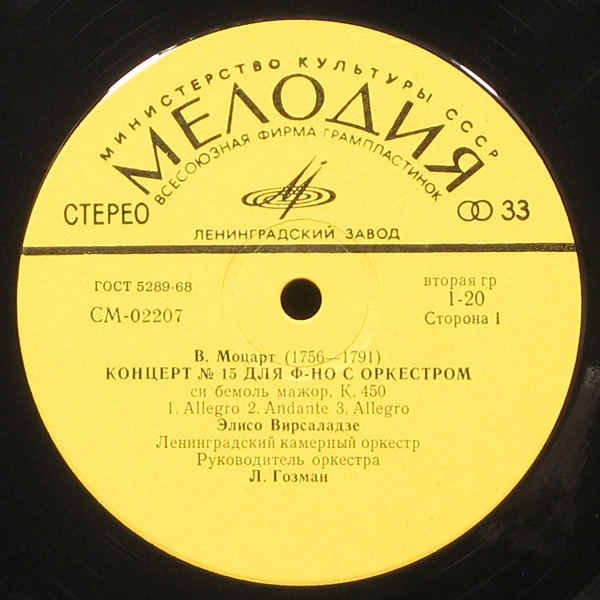 МИНИСТЕРСТВО КУЛЬТУРЫ СССР
МЕЛОДИЯ
ВСЕСОЮЗНАЯ ФИРМА ГРАМПЛАСТИНОК
СТЕРЕО
33
ЛЕНИНГРАДСКИЙ ЗАВОД
ГОСТ 5289-68
СМ-02207
вторая гр
1-20
Сторона 1
В. Моцарт (1756—1791)
КОНЦЕРТ № 15 ДЛЯ Ф-НО С ОРКЕСТРОМ
си бемоль мажор, К. 450
1. Allegro 2. Andante 3. Allegro
Элисо Вирсаладзе
Ленинградский камерный оркестр
Руководитель оркестра
Л. Гозман